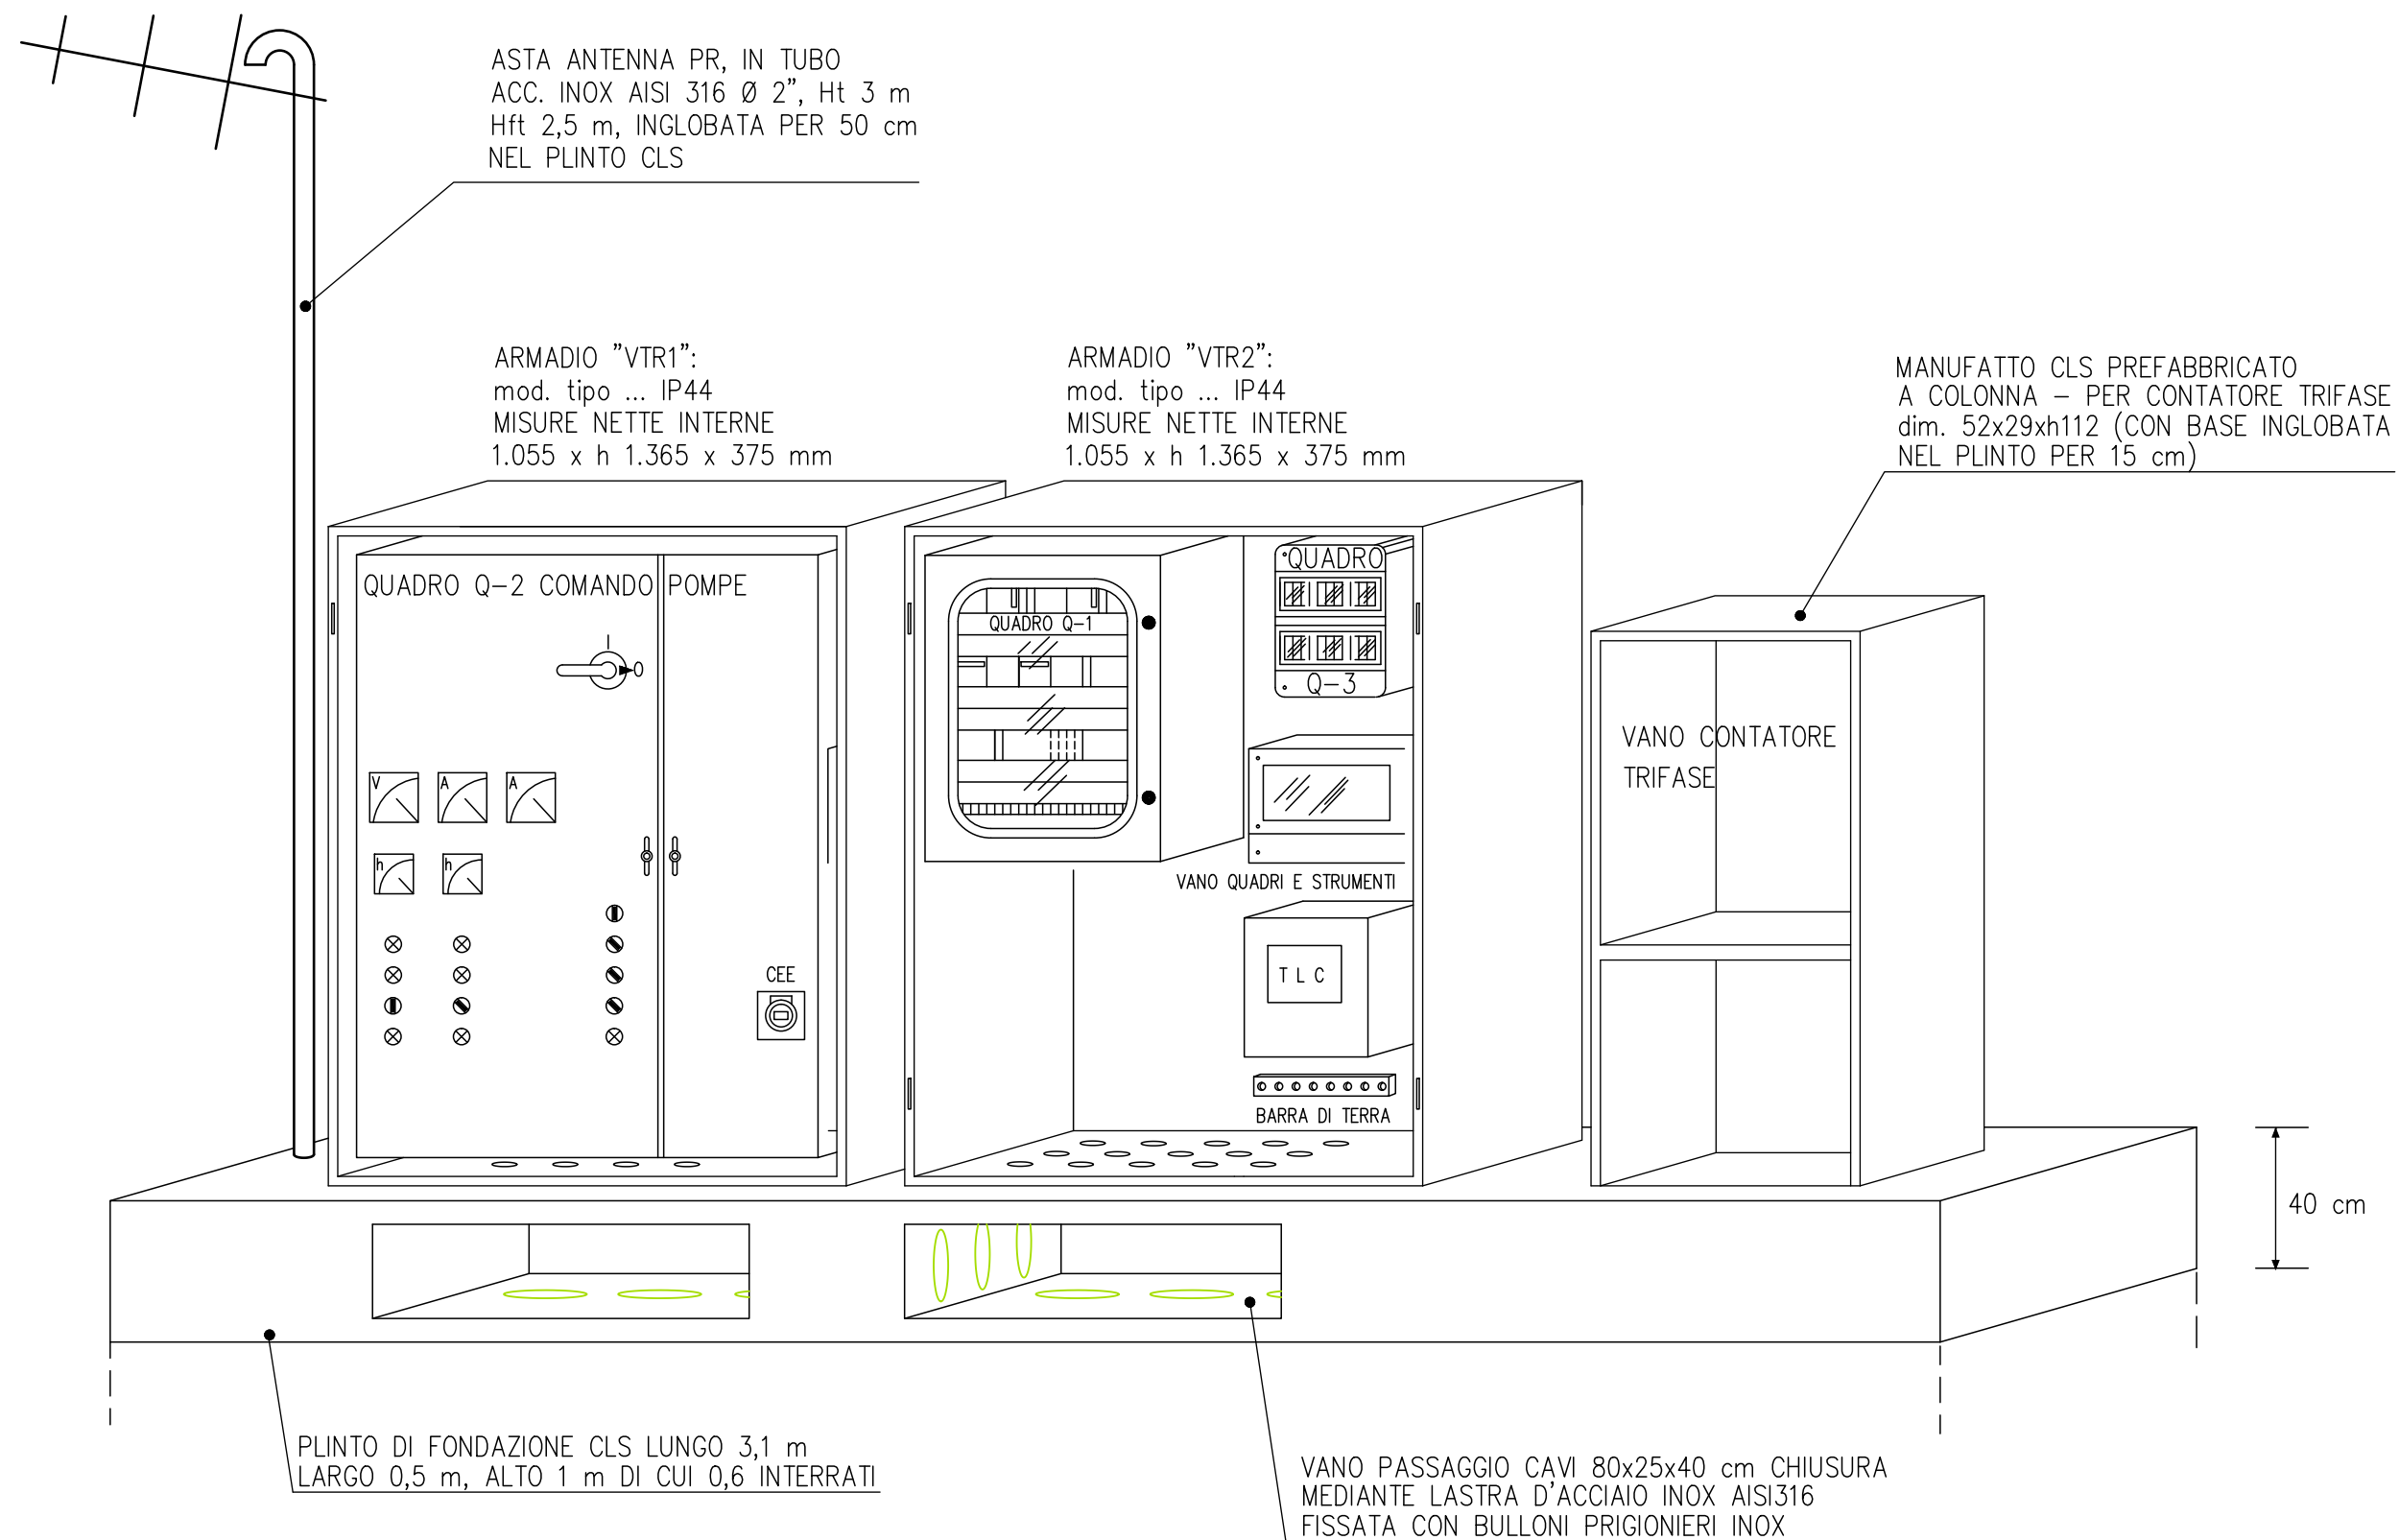 ASTA ANTENNA PR, IN TUBO
ACC. INOX AISI 316 Ø 2”, Ht 3 m
Hft 2,5 m, INGLOBATA PER 50 cm
NEL PLINTO CLS
ARMADIO ”VTR1”:
mod. tipo ... IP44
MISURE NETTE INTERNE
1.055 x h 1.365 x 375 mm
ARMADIO ”VTR2”:
mod. tipo ... IP44
MISURE NETTE INTERNE
1.055 x h 1.365 x 375 mm
MANUFATTO CLS PREFABBRICATO
A COLONNA – PER CONTATORE TRIFASE
dim. 52x29xh112 (CON BASE INGLOBATA
NEL PLINTO PER 15 cm)
QUADRO Q–2 COMANDO POMPE
0
V
A
A
h
h
CEE
QUADRO Q–1
QUADRO
Q–3
VANO QUADRI E STRUMENTI
T L C
BARRA DI TERRA
VANO CONTATORE
TRIFASE
40 cm
PLINTO DI FONDAZIONE CLS LUNGO 3,1 m
LARGO 0,5 m, ALTO 1 m DI CUI 0,6 INTERRATI
VANO PASSAGGIO CAVI 80x25x40 cm CHIUSURA
MEDIANTE LASTRA D'ACCIAIO INOX AISI316
FISSATA CON BULLONI PRIGIONIERI INOX